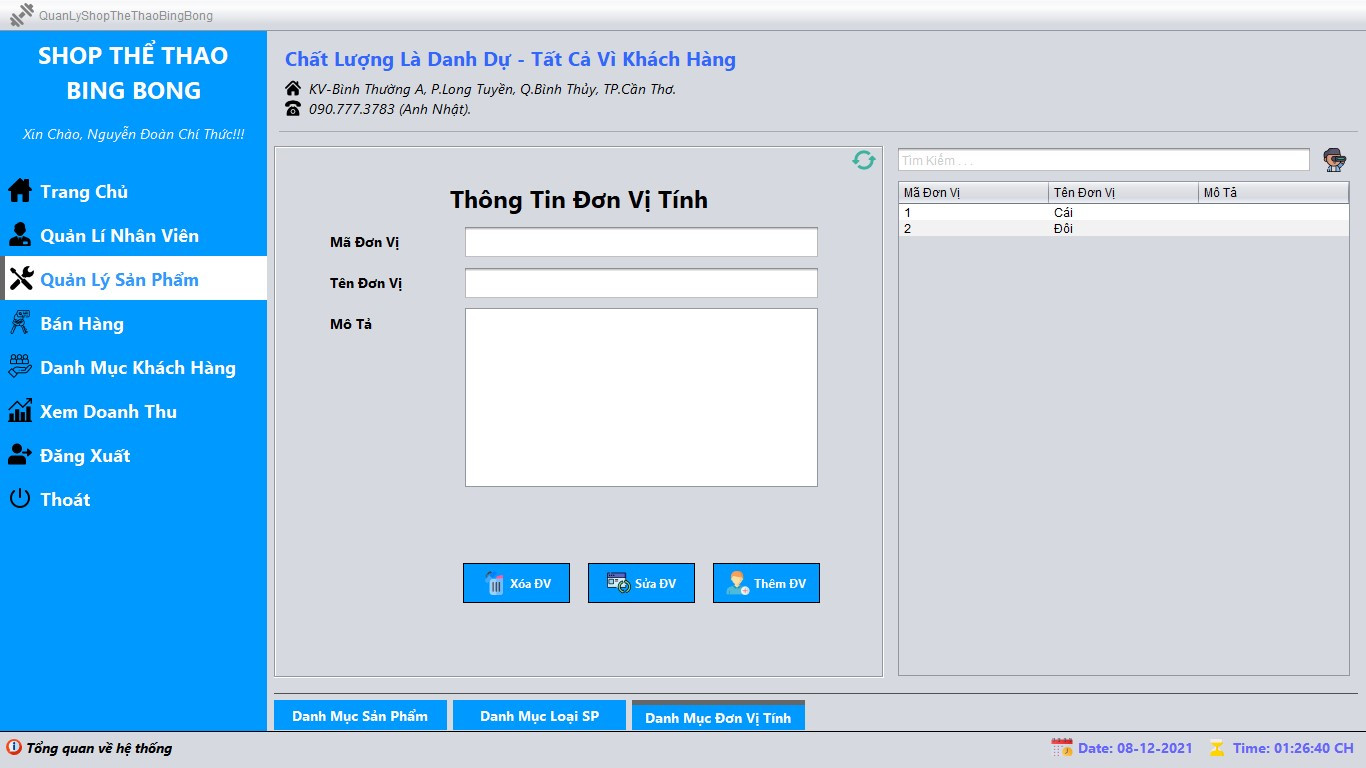 QuanLyShopTheThaoBingBong
SHOP THỂ THAO
BING BONG
Xin Chào, Nguyễn Đoàn Chí Thức!!!
Trang Chủ
Quản Lí Nhân Viên
Quản Lý Sản Phẩm
Bán Hàng
Danh Mục Khách Hàng
Xem Doanh Thu
Đăng Xuất
Thoát
Chất Lượng Là Danh Dự - Tất Cả Vì Khách Hàng
KV-Bình Thường A, P.Long Tuyền, Q.Bình Thủy, TP.Cần Thơ.
090.777.3783 (Anh Nhật).
Thông Tin Đơn Vị Tính
Mã Đơn Vị
Tên Đơn Vị
Mô Tả
Xóa ĐV
Sửa ĐV
Thêm ĐV
Tìm Kiếm . . .
Mã Đơn Vị Tên Đơn Vị Mô Tả
1 Cái
2 Đôi
Danh Mục Sản Phẩm
Danh Mục Loại SP
Danh Mục Đơn Vị Tính
Tổng quan về hệ thống
Date: 08-12-2021
Time: 01:26:40 CH